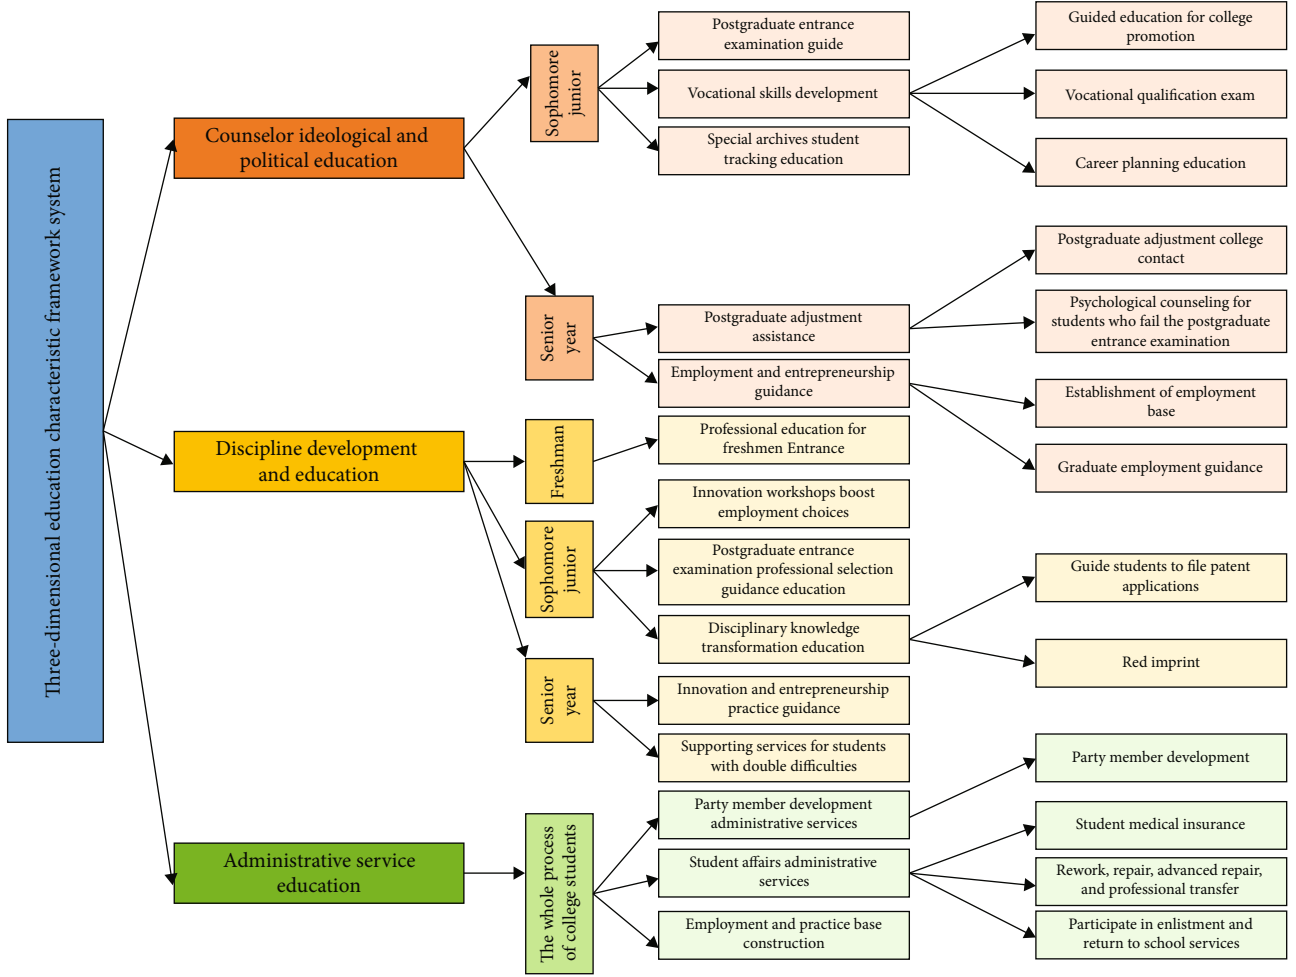 Three-dimensional education characteristic framework system
Counselor ideological and
political education
Sophomore
junior
Postgraduate entrance
examination guide
Vocational skills development
Special archives student
tracking education
Guided education for college
promotion
Vocational qualification exam
Career planning education
Senior
year
Postgraduate adjustment
assistance
Employment and entrepreneurship
guidance
Postgraduate adjustment college
contact
Psychological counseling for
students who fail the postgraduate
entrance examination
Establishment of employment
base
Graduate employment guidance
Discipline development
and education
Freshman
Professional education for
freshmen Entrance
Sophomore
junior
Innovation workshops boost
employment choices
Postgraduate entrance
examination professional selection
guidance education
Disciplinary knowledge
transformation education
Guide students to file patent
applications
Red imprint
Senior
year
Innovation and entrepreneurship
practice guidance
Supporting services for students
with double difficulties
Administrative service
education
The whole process
of college students
Party member development
administrative services
Student affairs administrative
services
Employment and practice base
construction
Party member development
Student medical insurance
Rework, repair, advanced repair,
and professional transfer
Participate in enlistment and
return to school services